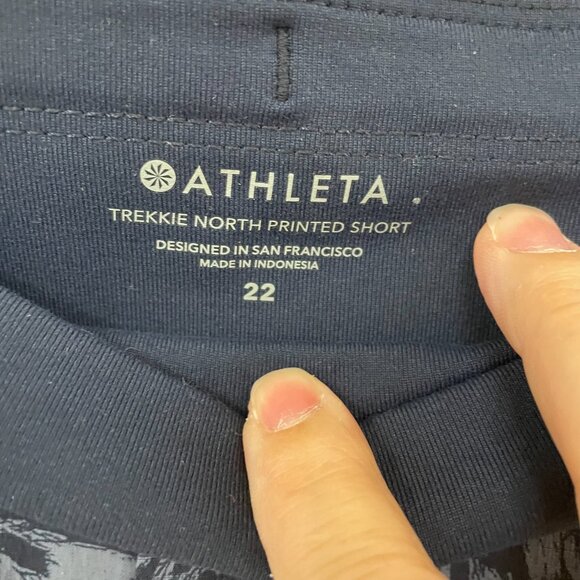 ATHLETA.
TREKKIE NORTH PRINTED SHORT
DESIGNED IN SAN FRANCISCO
MADE IN INDONESIA
22